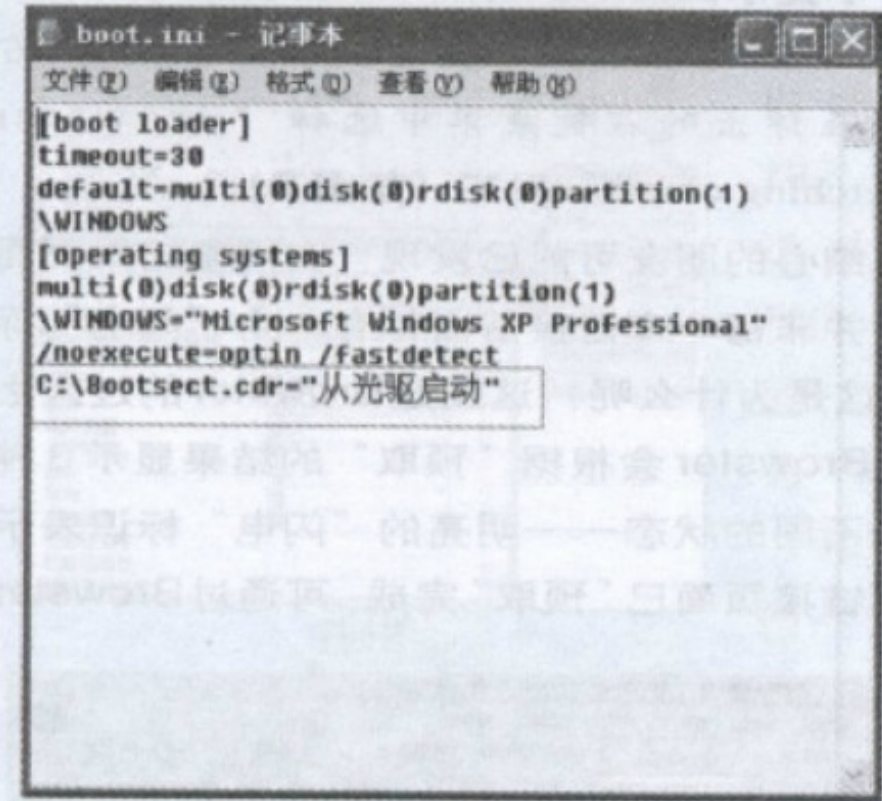 boot.ini - 记事本
文件(F) 编辑(E) 格式(O) 查看(V) 帮助(H)
[boot loader]
timeout=30
default=multi(0)disk(0)rdisk(0)partition(1)
\WINDOWS
[operating systems]
multi(0)disk(0)rdisk(0)partition(1)
\WINDOWS="Microsoft Windows XP Professional"
/noexecute=optin /fastdetect
C:\Bootsect.cdr="从光驱启动"